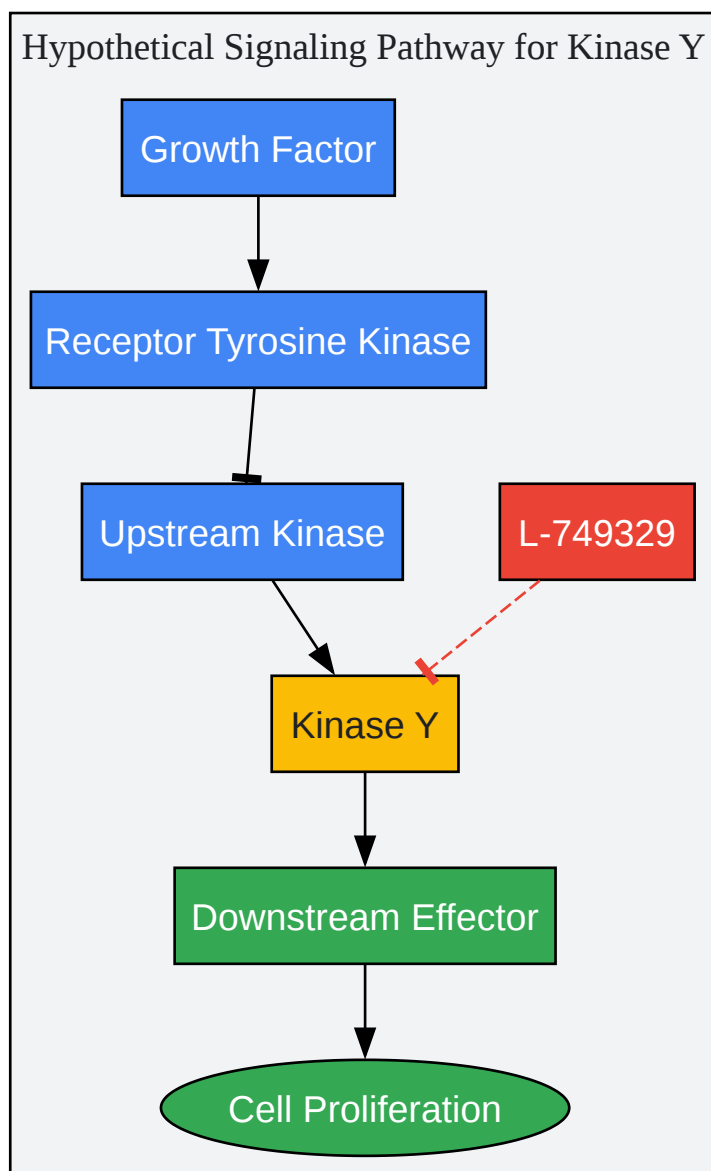 Hypothetical Signaling Pathway for Kinase Y
Growth Factor
Receptor Tyrosine Kinase
Upstream Kinase
L-749329
Kinase Y
Downstream Effector
Cell Proliferation